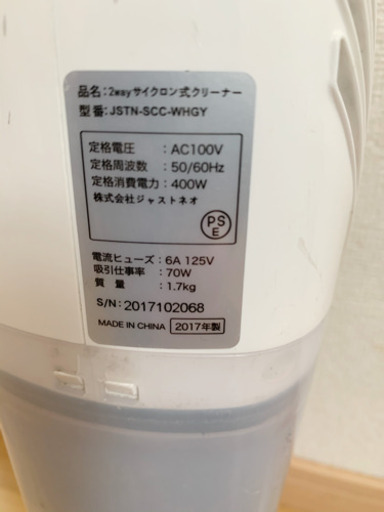 品名:2wayサイクロン式クリーナー
型番:JSTN-SCC-WHGY
定格電圧 :AC100V
定格周波数 :50/60Hz
定格消費電力:400W
株式会社ジャストネオ
PSE
電流ヒューズ:6A 125V
吸引仕事率:70W
質量:1.7kg
S/N:2017102068
MADE IN CHINA 2017年製